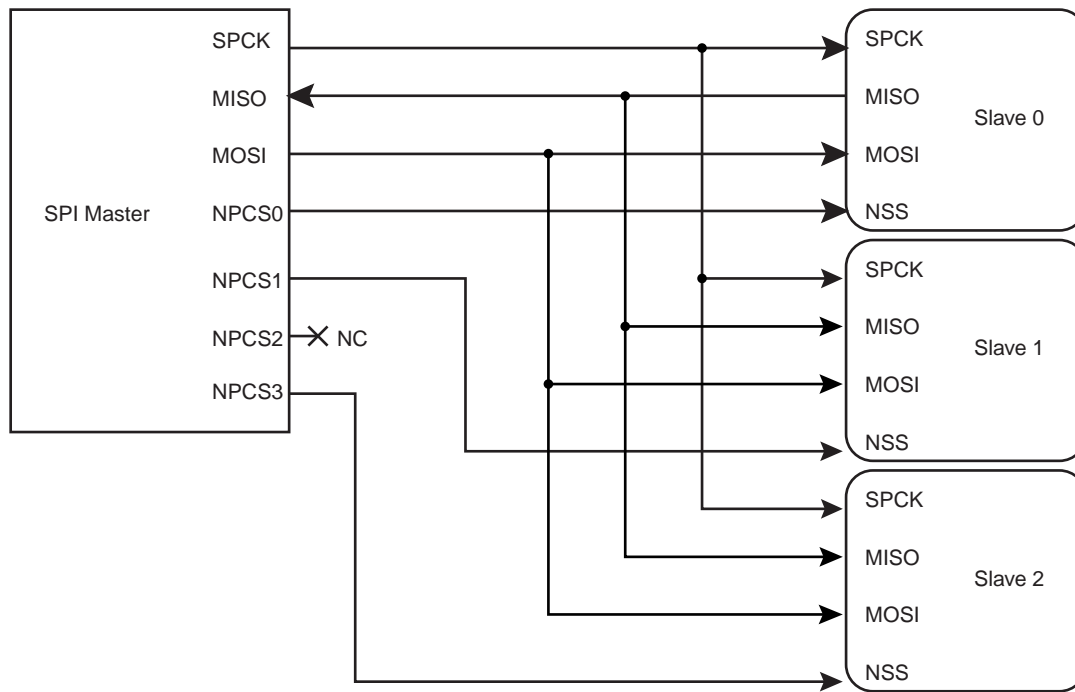 SPI Master
SPCK
MISO
MOSI
NPCS0
NPCS1
NPCS2
NC
NPCS3
SPCK
MISO
Slave 0
MOSI
NSS
SPCK
MISO
Slave 1
MOSI
NSS
SPCK
MISO
Slave 2
MOSI
NSS